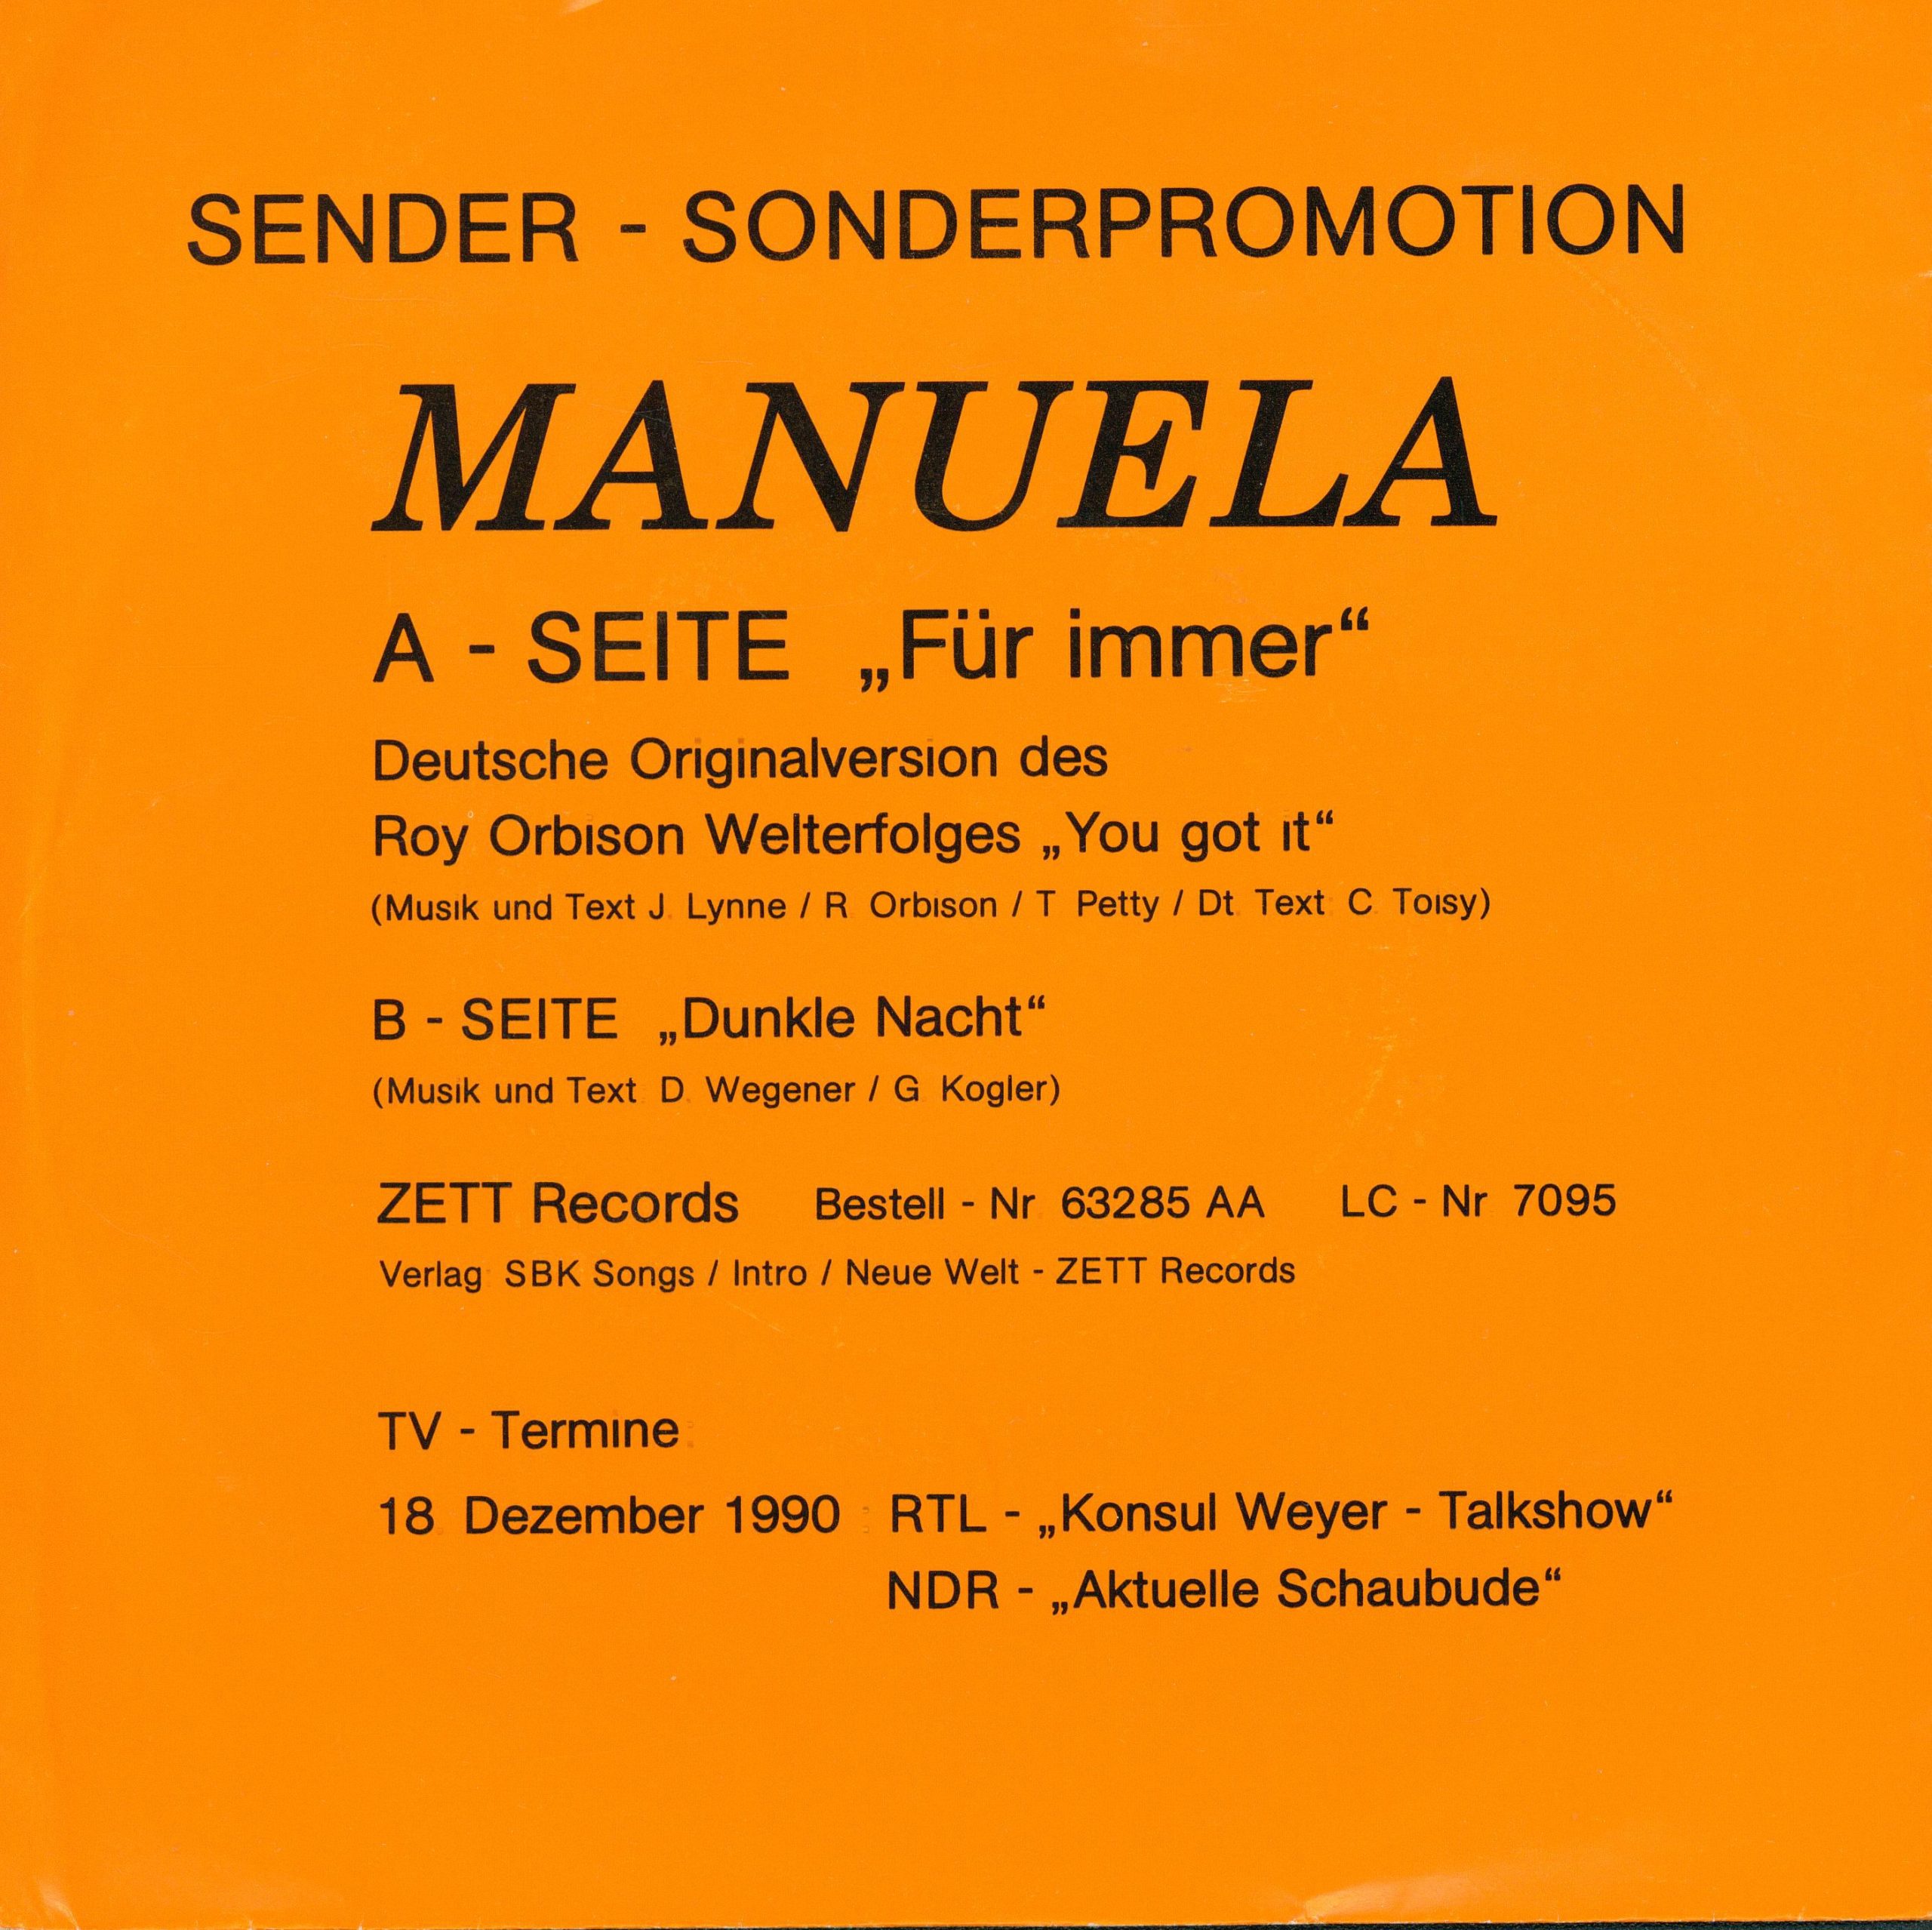 SENDER - SONDERPROMOTION
MANUELA
A - SEITE „Für immer“
Deutsche Originalversion des
Roy Orbison Welterfolges „You got it“
(Musik und Text J. Lynne / R. Orbison / T. Petty / Dt. Text: C. Toisy)
B - SEITE „Dunkle Nacht“
(Musik und Text: D. Wegener / G. Kogler)
ZETT Records Bestell - Nr. 63285 AA LC - Nr. 7095
Verlag: SBK Songs / Intro / Neue Welt - ZETT Records
TV - Termine:
18. Dezember 1990 : RTL - „Konsul Weyer - Talkshow“
NDR - „Aktuelle Schaubude“